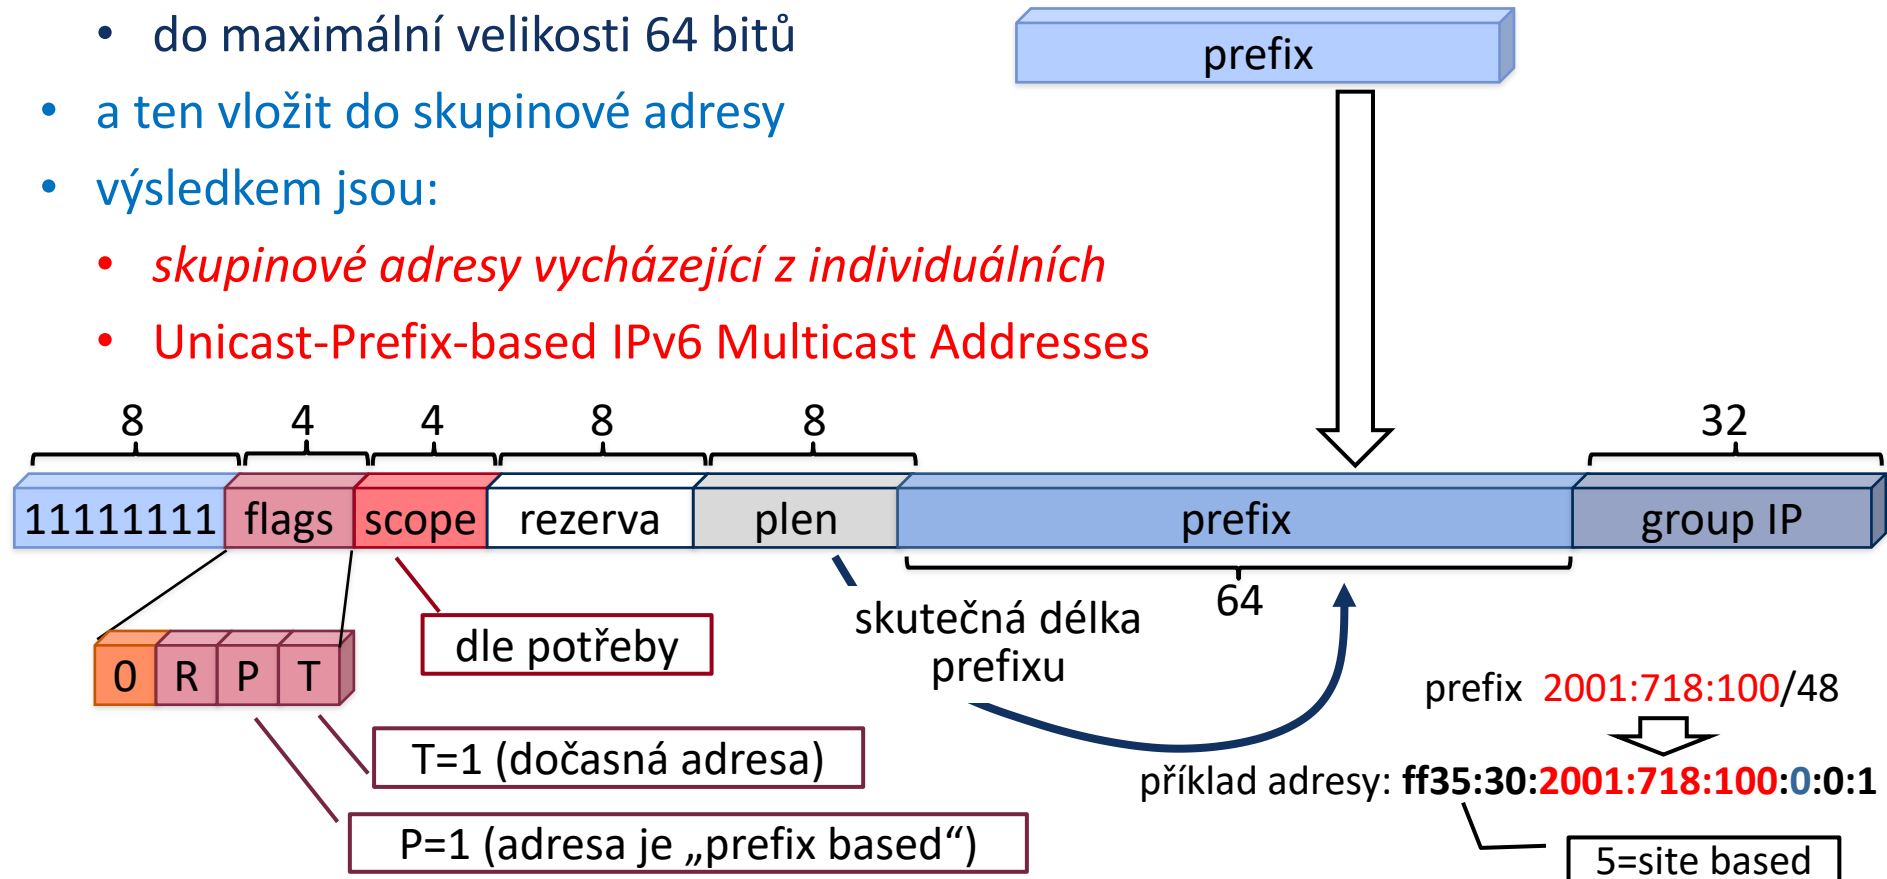 • do maximální velikosti 64 bitů
prefix
• a ten vložit do skupinové adresy
• výsledkem jsou:
• skupinové adresy vycházející z individuálních
• Unicast-Prefix-based IPv6 Multicast Addresses
8 4 4 8 8 32
11111111 flags scope rezerva plen prefix group IP
64
skutečná délka
prefixu
dle potřeby
0 R P T
prefix 2001:718:100/48
T=1 (dočasná adresa)
příklad adresy: ff35:30:2001:718:100:0:0:1
P=1 (adresa je „prefix based“)
5=site based